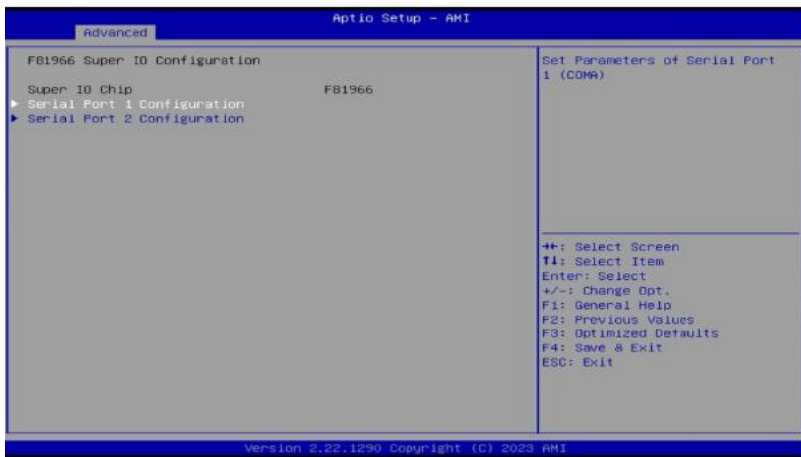 Aptio Setup - AMI
Advanced
F81966 Super IO Configuration
Super IO Chip F81966
▶ Serial Port 1 Configuration
▶ Serial Port 2 Configuration
Set Parameters of Serial Port
1 (COMA)
→←: Select Screen
↑↓: Select Item
Enter: Select
+/-: Change Opt.
F1: General Help
F2: Previous Values
F3: Optimized Defaults
F4: Save & Exit
ESC: Exit
Version 2.22.1290 Copyright (C) 2023 AMI